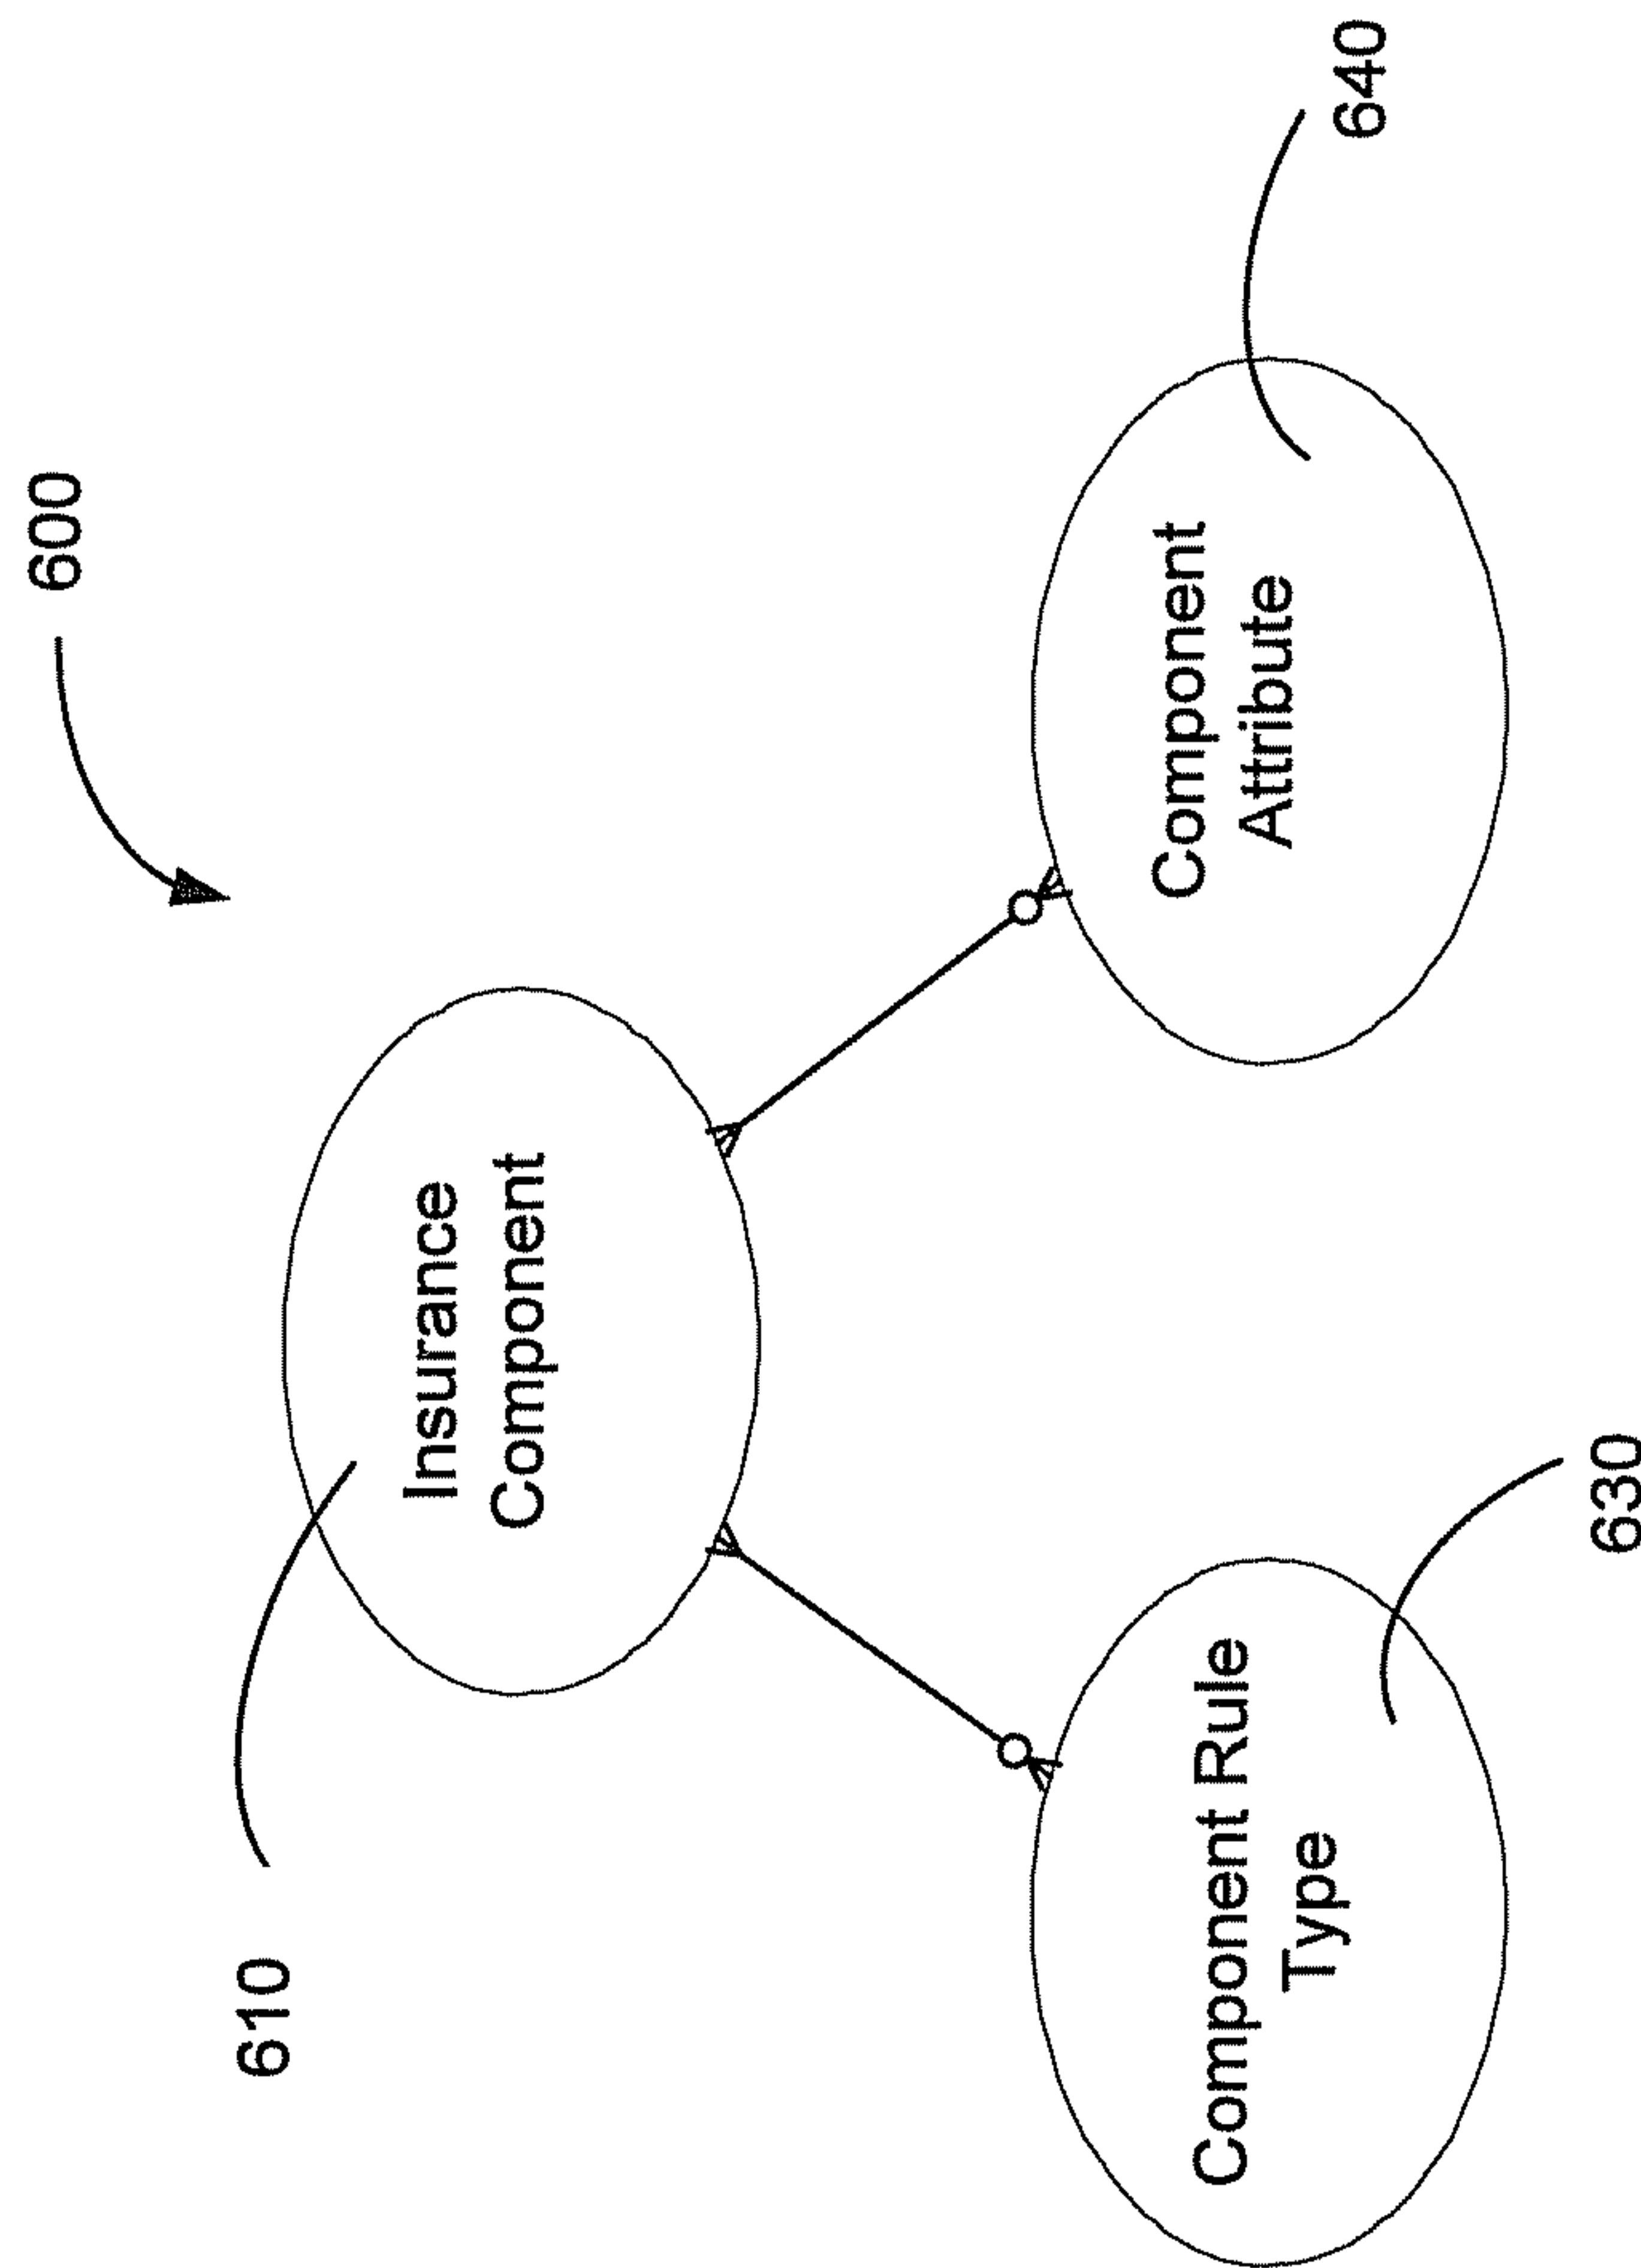 600
610
Insurance
Component
Component Rule
Type
630
Component
Attribute
640